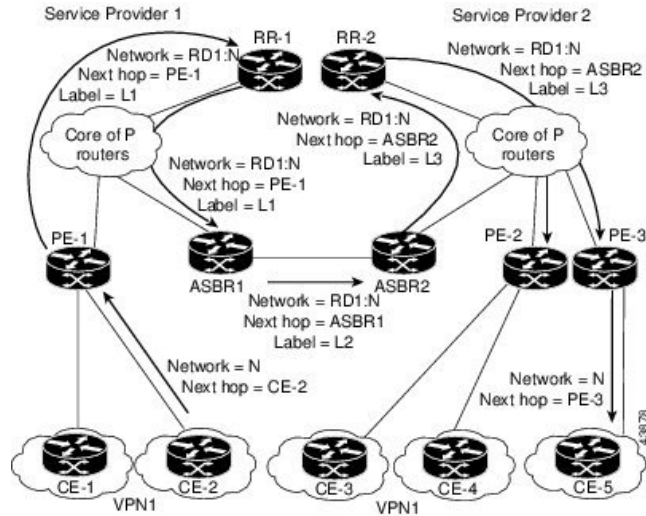 Service Provider 1
Service Provider 2
RR-1
RR-2
Network = RD1:N
Next hop = PE-1
Label = L1
Network = RD1:N
Next hop = ASBR2
Label = L3
Core of P
routers
Network = RD1:N
Next hop = ASBR2
Label = L3
Core of P
routers
Network = RD1:N
Next hop = PE-1
Label = L1
PE-1
ASBR1
ASBR2
PE-2
PE-3
Network = RD1:N
Next hop = ASBR1
Label = L2
Network = N
Next hop = CE-2
Network = N
Next hop = PE-3
CE-1
CE-2
CE-3
CE-4
CE-5
VPN1
VPN1
43878